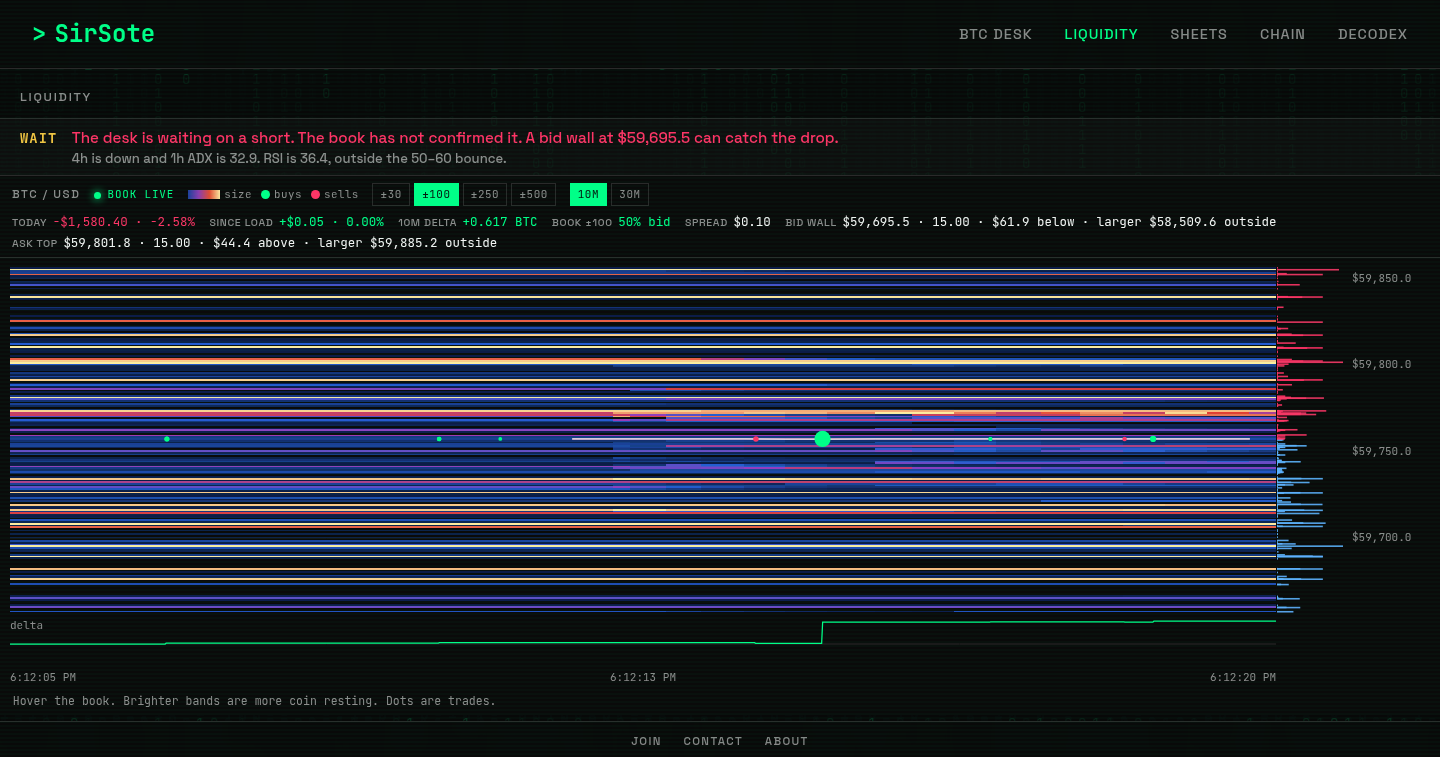 > SirSote
BTC DESK LIQUIDITY SHEETS CHAIN DECODEX
LIQUIDITY
WAIT The desk is waiting on a short. The book has not confirmed it. A bid wall at $59,695.5 can catch the drop.
4h is down and 1h ADX is 32.9. RSI is 36.4, outside the 50–60 bounce.
BTC / USD BOOK LIVE size buys sells ±30 ±100 ±250 ±500 10M 30M
TODAY -$1,580.40 · -2.58% SINCE LOAD +$0.05 · 0.00% 10M DELTA +0.617 BTC BOOK ±100 50% bid SPREAD $0.10 BID WALL $59,695.5 · 15.00 · $61.9 below · larger $58,509.6 outside
ASK TOP $59,801.8 · 15.00 · $44.4 above · larger $59,885.2 outside
$59,850.0
$59,800.0
$59,750.0
$59,700.0
delta
6:12:05 PM 6:12:13 PM 6:12:20 PM
Hover the book. Brighter bands are more coin resting. Dots are trades.
JOIN CONTACT ABOUT